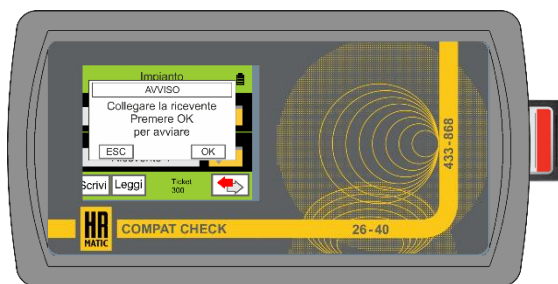 Impianto
AVVISO
Collegare la ricevente
Premere OK
per avviare
ESC OK
Scrivi Leggi Ticket
300
HR
MATIC
COMPAT CHECK
26-40
433-868